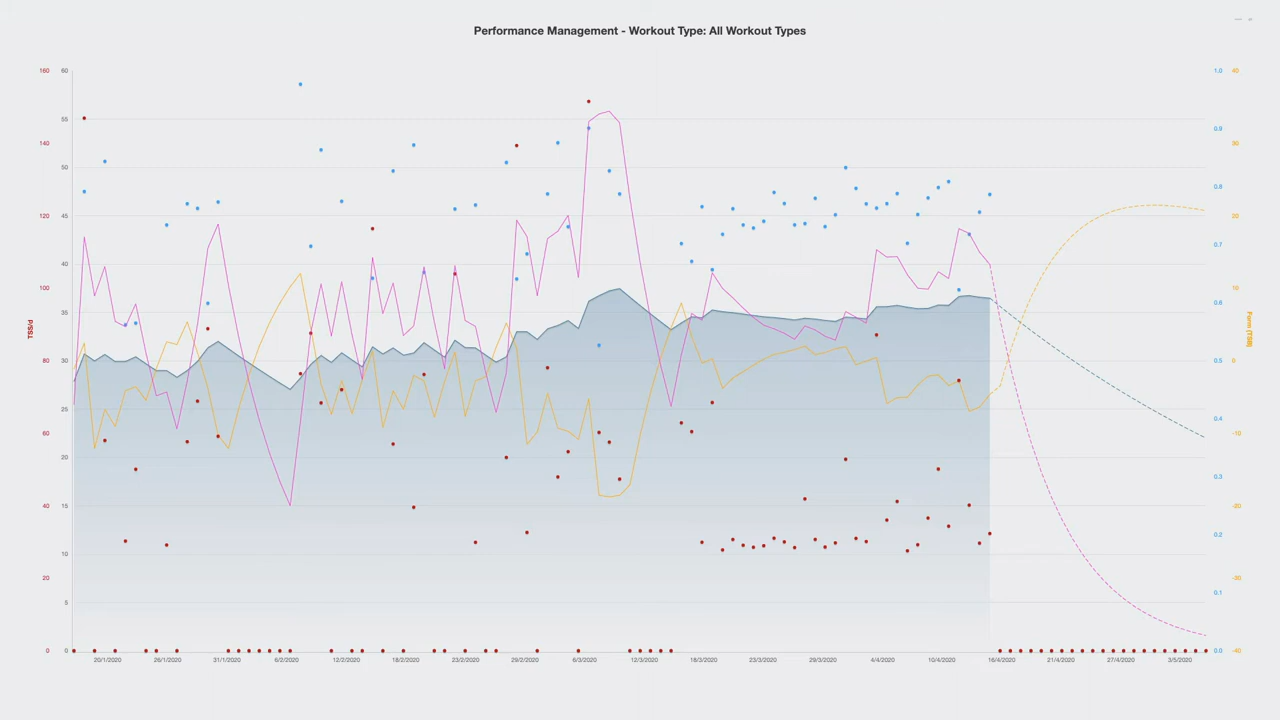 Performance Management - Workout Type: All Workout Types
160 60 1.0 40
55
140 0.9 30
50
0.8
120 45 20
0.7
40
100 10
35 0.6
TSS/d
Form (TSB)
80 30 0.5 0
25 0.4
60 -10
20
0.3
40 15 -20
0.2
10
20 -30
5 0.1
0 0 0.0 -40
20/1/2020 26/1/2020 31/1/2020 6/2/2020 12/2/2020 18/2/2020 23/2/2020 29/2/2020 6/3/2020 12/3/2020 18/3/2020 23/3/2020 29/3/2020 4/4/2020 10/4/2020 16/4/2020 21/4/2020 27/4/2020 3/5/2020